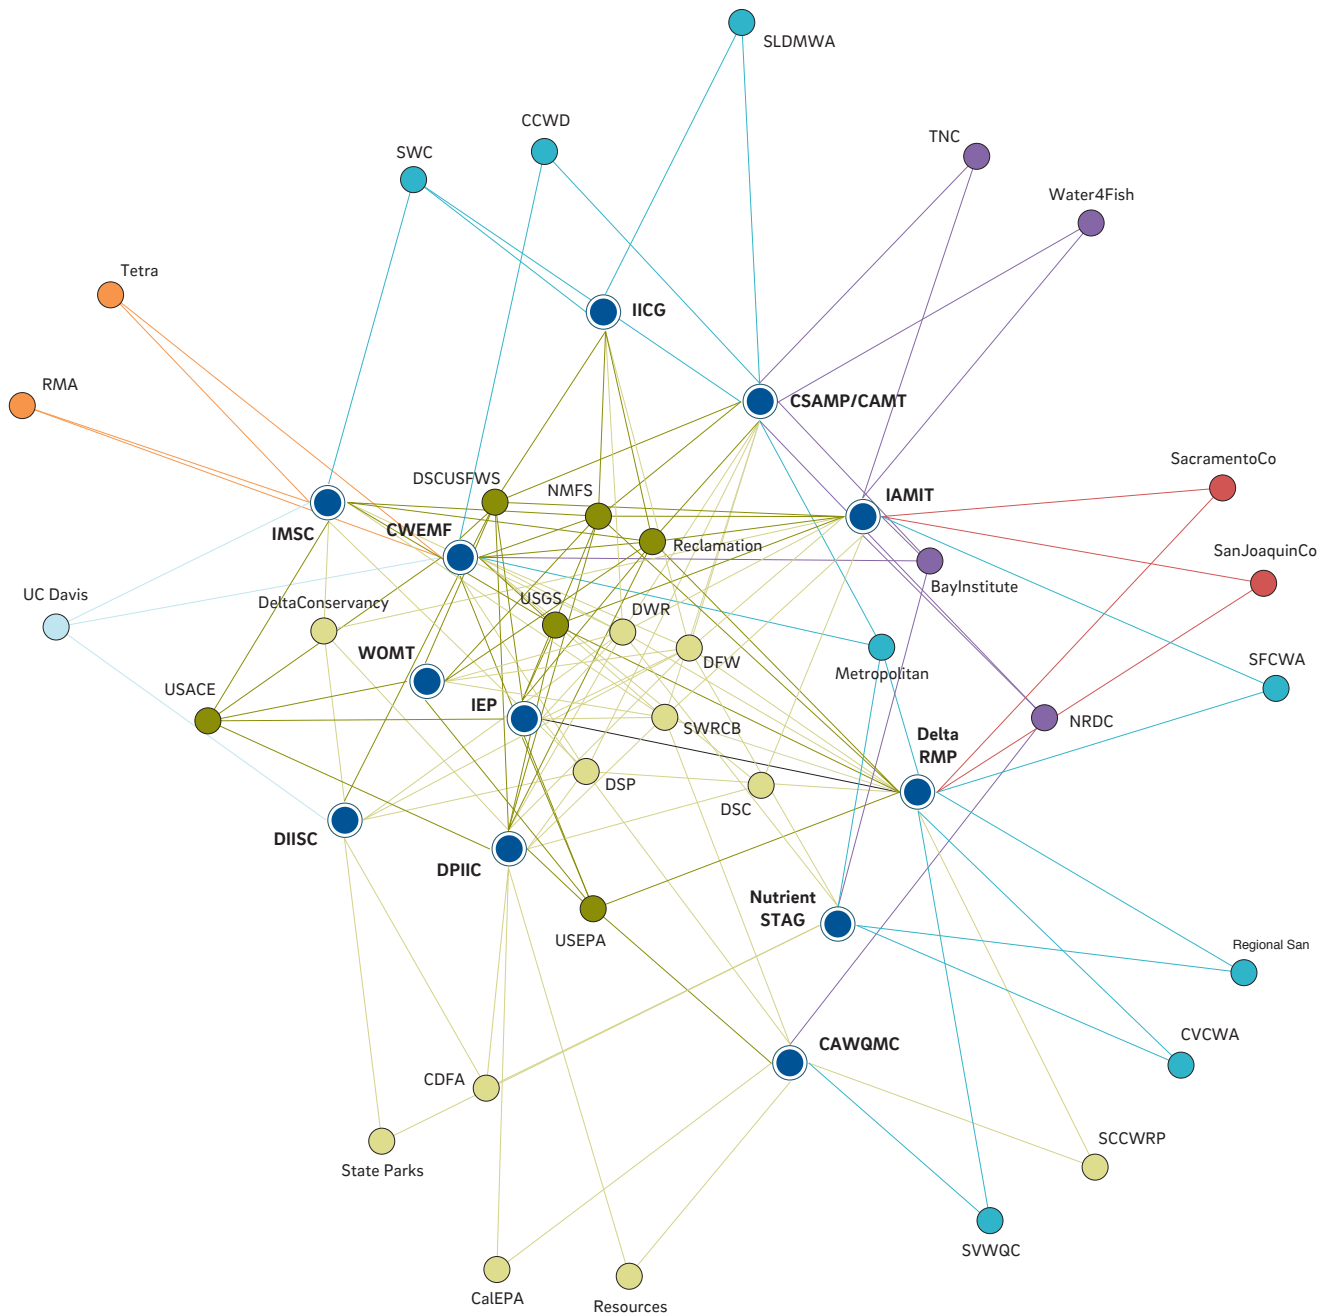 SLDMWA
CCWD
TNC
SWC
Water4Fish
Tetra
IICG
RMA
CSAMP/CAMT
SacramentoCo
DSCUSFWS
NMFS
IAMIT
IMSC
CWEMF
Reclamation
SanJoaquinCo
BayInstitute
UC Davis
DeltaConservancy
USGS
DWR
WOMT
DFW
SFCWA
Metropolitan
USACE
IEP
SWRCB
NRDC
Delta
RMP
DSP
DSC
DIISC
DPIIC
Nutrient
STAG
USEPA
Regional San
CAWQMC
CVCWA
CDFA
SCCWRP
State Parks
SVWQC
CalEPA
Resources